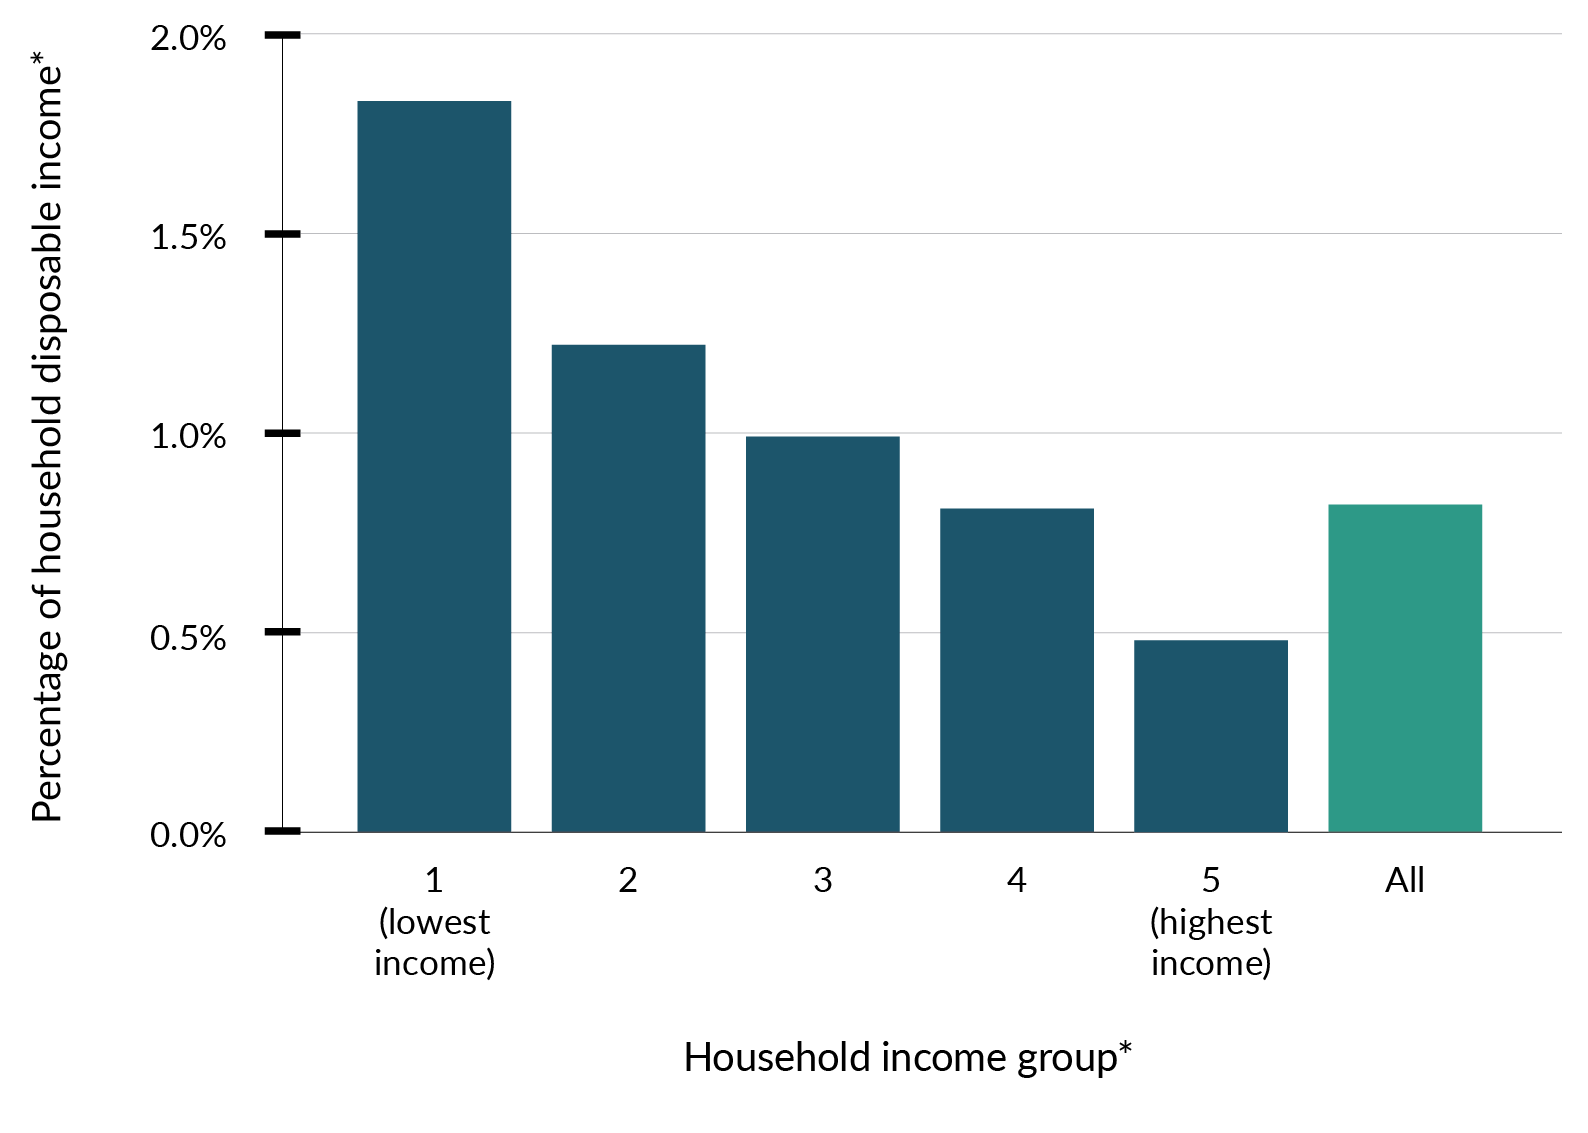 Percentage of household disposable income*
2.0%
1.5%
1.0%
0.5%
0.0%
1
(lowest
income)
2
3
4
5
(highest
income)
All
Household income group*